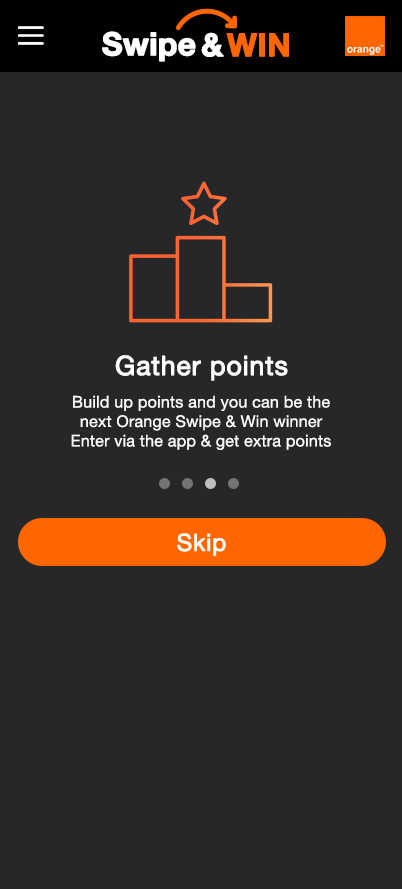 Swipe & WIN
orange™
Gather points
Build up points and you can be the
next Orange Swipe & Win winner
Enter via the app & get extra points
Skip